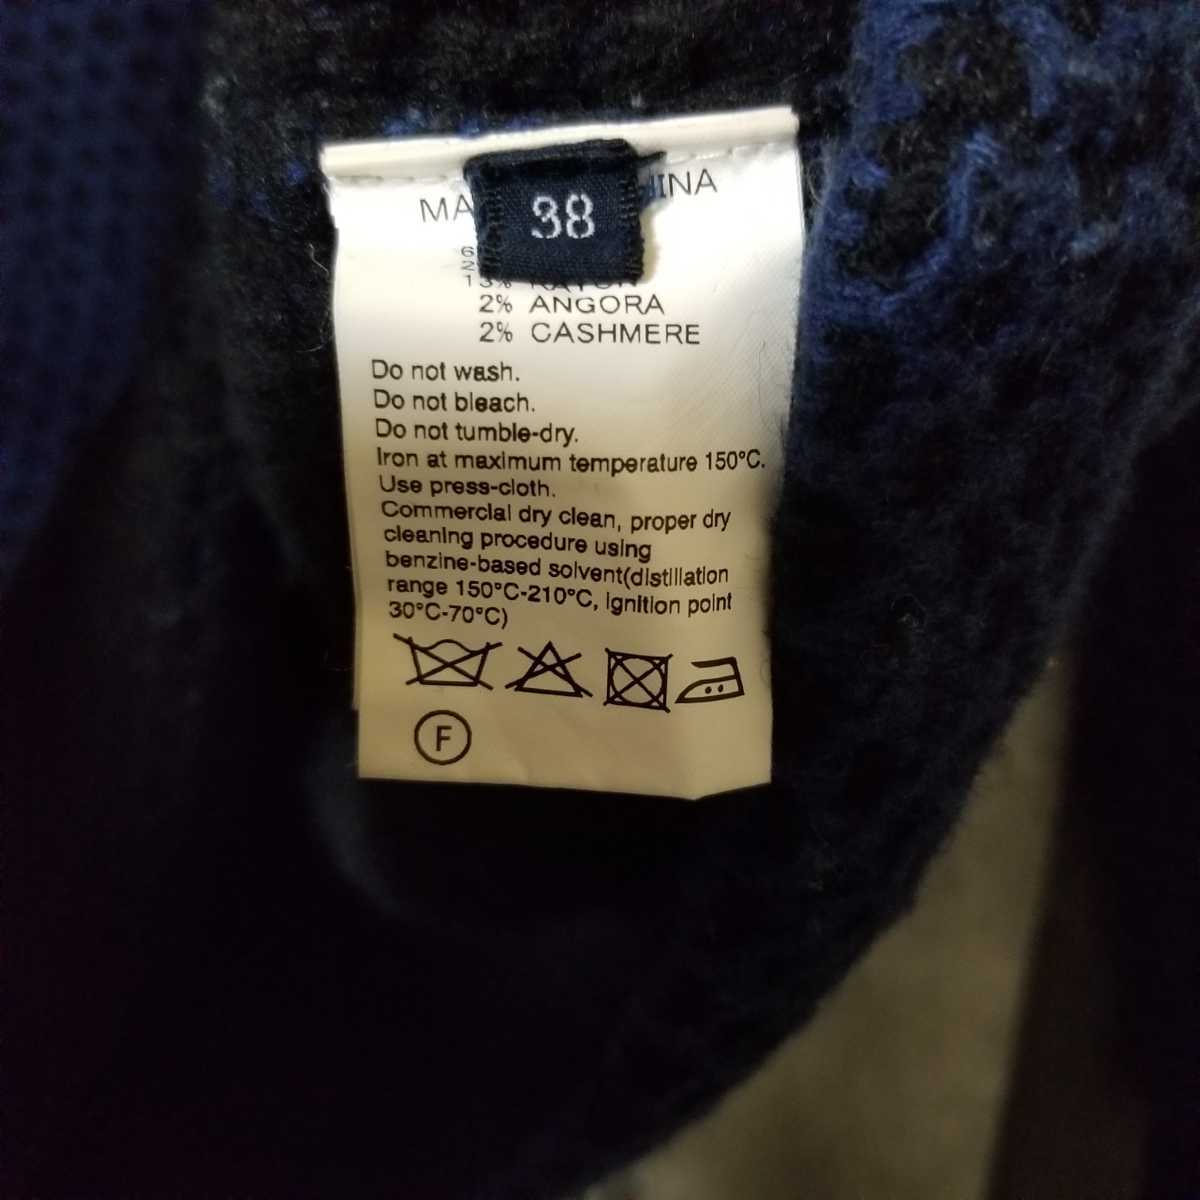 38
2% ANGORA
2% CASHMERE
Do not wash.
Do not bleach.
Do not tumble-dry.
Iron at maximum temperature 150°C.
Use press-cloth.
Commercial dry clean, proper dry
cleaning procedure using
benzine-based solvent(distillation
range 150°C-210°C, ignition point
30°C-70°C)
F